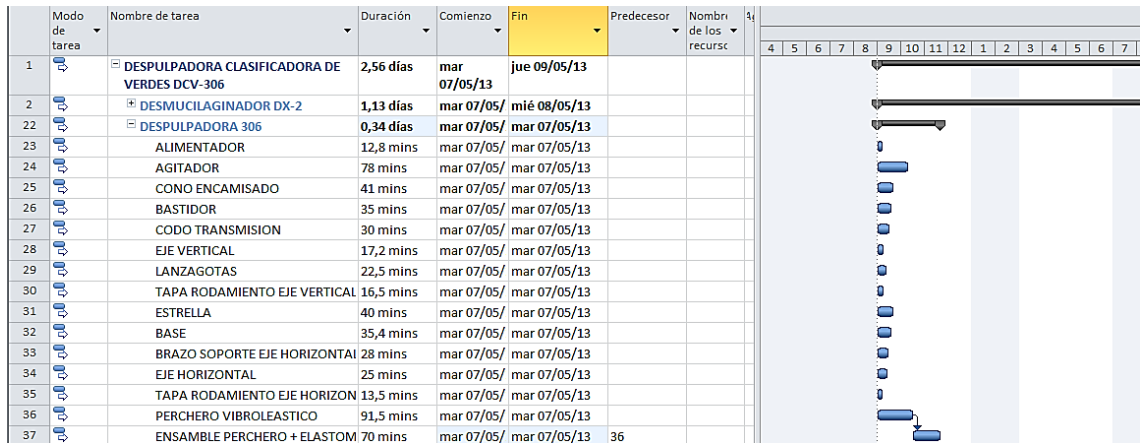 Modo de tarea Nombre de tarea Duración Comienzo Fin Predecesor Nombre de los recurso
4 5 6 7 8 9 10 11 12 1 2 3 4 5 6 7
1 DESPULPADORA CLASIFICADORA DE VERDES DCV-306 2,56 días mar 07/05/13 jue 09/05/13
2 DESMUCILAGINADOR DX-2 1,13 días mar 07/05/ mié 08/05/13
22 DESPULPADORA 306 0,34 días mar 07/05/ mar 07/05/13
23 ALIMENTADOR 12,8 mins mar 07/05/ mar 07/05/13
24 AGITADOR 78 mins mar 07/05/ mar 07/05/13
25 CONO ENCAMISADO 41 mins mar 07/05/ mar 07/05/13
26 BASTIDOR 35 mins mar 07/05/ mar 07/05/13
27 CODO TRANSMISION 30 mins mar 07/05/ mar 07/05/13
28 EJE VERTICAL 17,2 mins mar 07/05/ mar 07/05/13
29 LANZAGOTAS 22,5 mins mar 07/05/ mar 07/05/13
30 TAPA RODAMIENTO EJE VERTICAL 16,5 mins mar 07/05/ mar 07/05/13
31 ESTRELLA 40 mins mar 07/05/ mar 07/05/13
32 BASE 35,4 mins mar 07/05/ mar 07/05/13
33 BRAZO SOPORTE EJE HORIZONTAL 28 mins mar 07/05/ mar 07/05/13
34 EJE HORIZONTAL 25 mins mar 07/05/ mar 07/05/13
35 TAPA RODAMIENTO EJE HORIZON 13,5 mins mar 07/05/ mar 07/05/13
36 PERCHERO VIBROLEASTICO 91,5 mins mar 07/05/ mar 07/05/13
37 ENSAMBLE PERCHERO + ELASTOM 70 mins mar 07/05/ mar 07/05/13 36